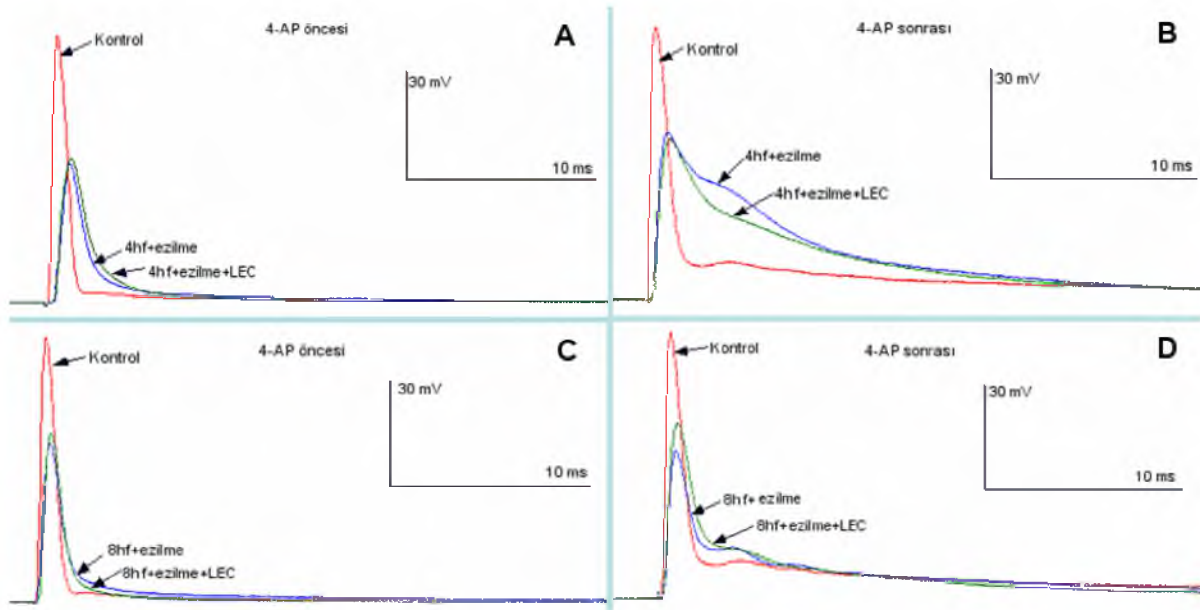 4-AP öncesi
A
Kontrol
30 mV
10 ms
4hf+ezilme
4hf+ezilme+LEC
4-AP sonrası
B
Kontrol
30 mV
10 ms
4hf+ezilme
4hf+ezilme+LEC
4-AP öncesi
C
Kontrol
30 mV
10 ms
8hf+ezilme
8hf+ezilme+LEC
4-AP sonrası
D
Kontrol
30 mV
10 ms
8hf+ezilme
8hf+ezilme+LEC